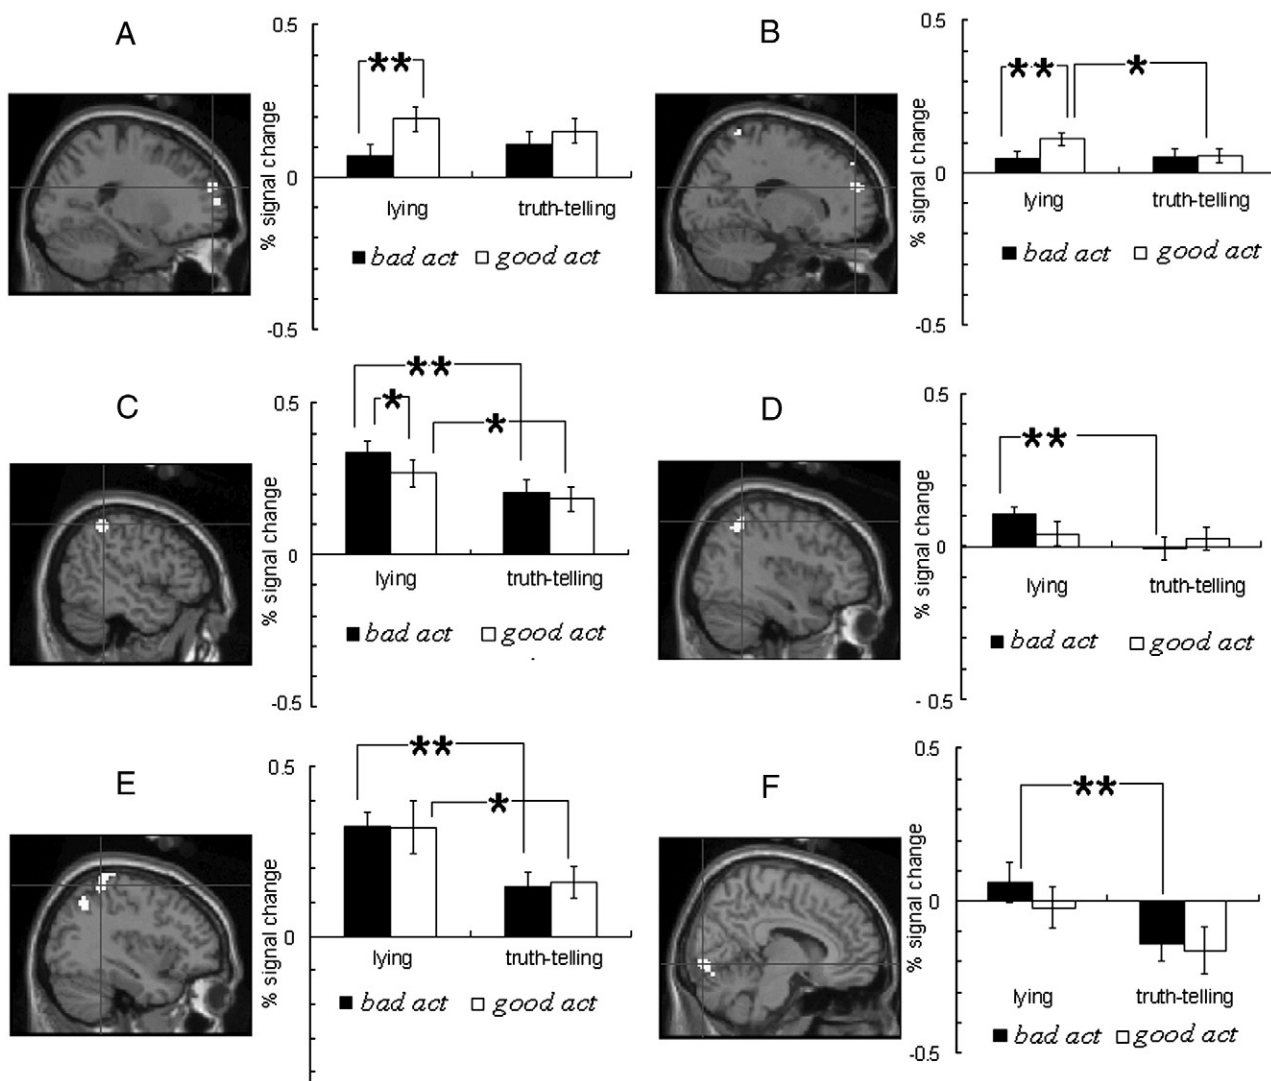 A
0.5
**
% signal change
0
lying
truth-telling
■ bad act □ good act
-0.5
B
0.5
** *
% signal change
0
lying
truth-telling
■ bad act □ good act
-0.5
C
**
*
*
0.5
% signal change
0
lying
truth-telling
■ bad act □ good act
-0.5
D
0.5
**
% signal change
0
lying
truth-telling
■ bad act □ good act
- 0.5
E
**
*
0.5
% signal change
0
lying
truth-telling
■ bad act □ good act
F
0.5
**
% signal change
0
lying
truth-telling
■ bad act □ good act
-0.5